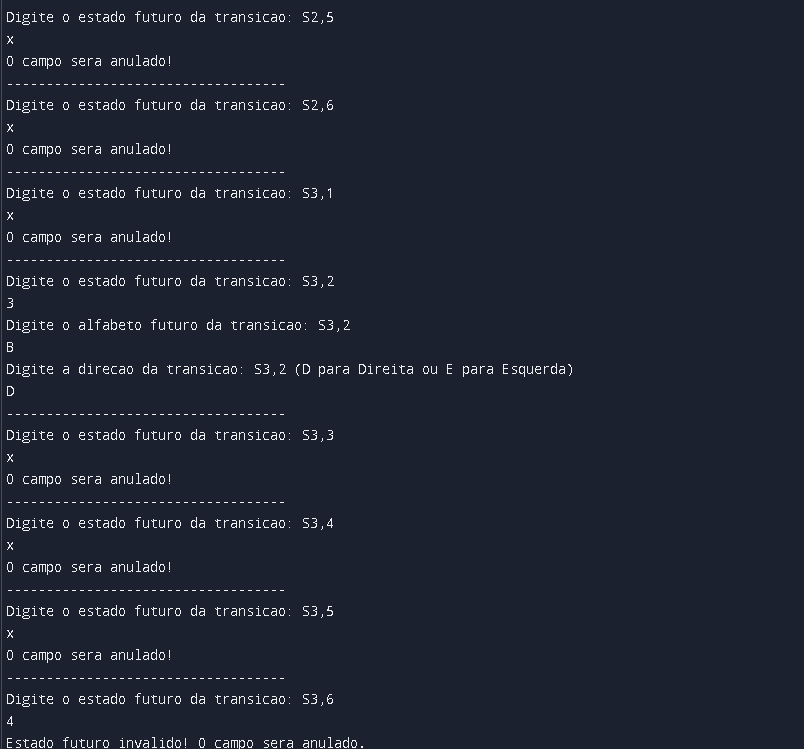 Digite o estado futuro da transicao: S2,5
x
O campo sera anulado!
-----------------------------------
Digite o estado futuro da transicao: S2,6
x
O campo sera anulado!
-----------------------------------
Digite o estado futuro da transicao: S3,1
x
O campo sera anulado!
-----------------------------------
Digite o estado futuro da transicao: S3,2
3
Digite o alfabeto futuro da transicao: S3,2
B
Digite a direcao da transicao: S3,2 (D para Direita ou E para Esquerda)
D
-----------------------------------
Digite o estado futuro da transicao: S3,3
x
O campo sera anulado!
-----------------------------------
Digite o estado futuro da transicao: S3,4
x
O campo sera anulado!
-----------------------------------
Digite o estado futuro da transicao: S3,5
x
O campo sera anulado!
-----------------------------------
Digite o estado futuro da transicao: S3,6
4
Estado futuro invalido! O campo sera anulado.